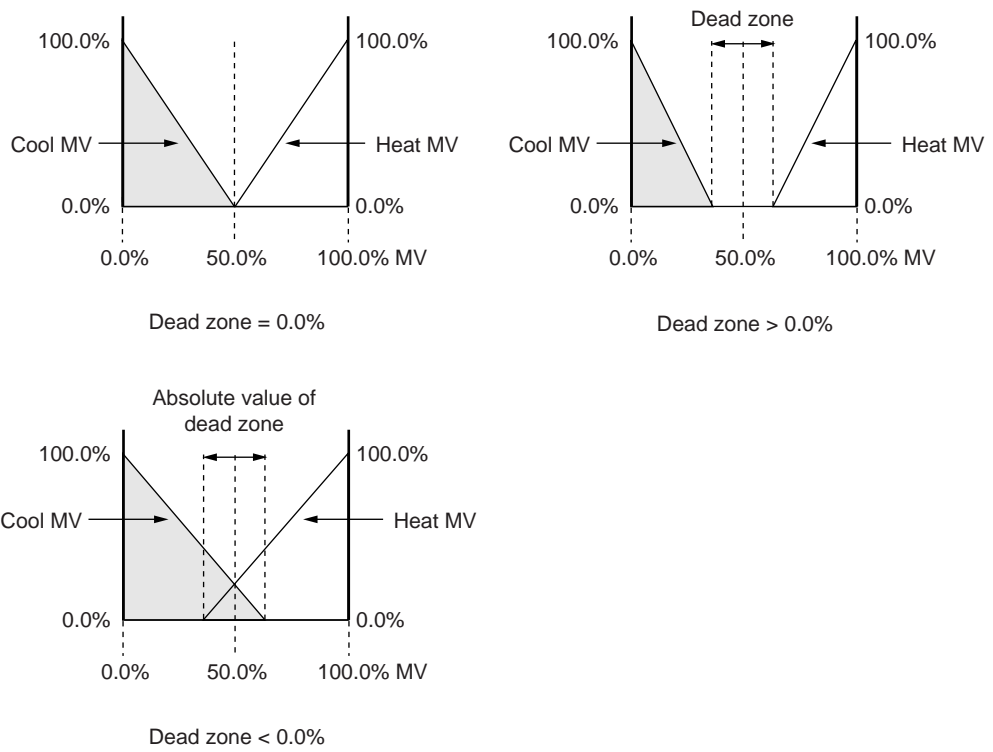 100.0%
100.0%
Cool MV
Heat MV
0.0%
0.0%
0.0%
50.0%
100.0% MV
Dead zone = 0.0%
Dead zone
100.0%
100.0%
Cool MV
Heat MV
0.0%
0.0%
0.0%
50.0%
100.0% MV
Dead zone > 0.0%
Absolute value of
dead zone
100.0%
100.0%
Cool MV
Heat MV
0.0%
0.0%
0.0%
50.0%
100.0% MV
Dead zone < 0.0%